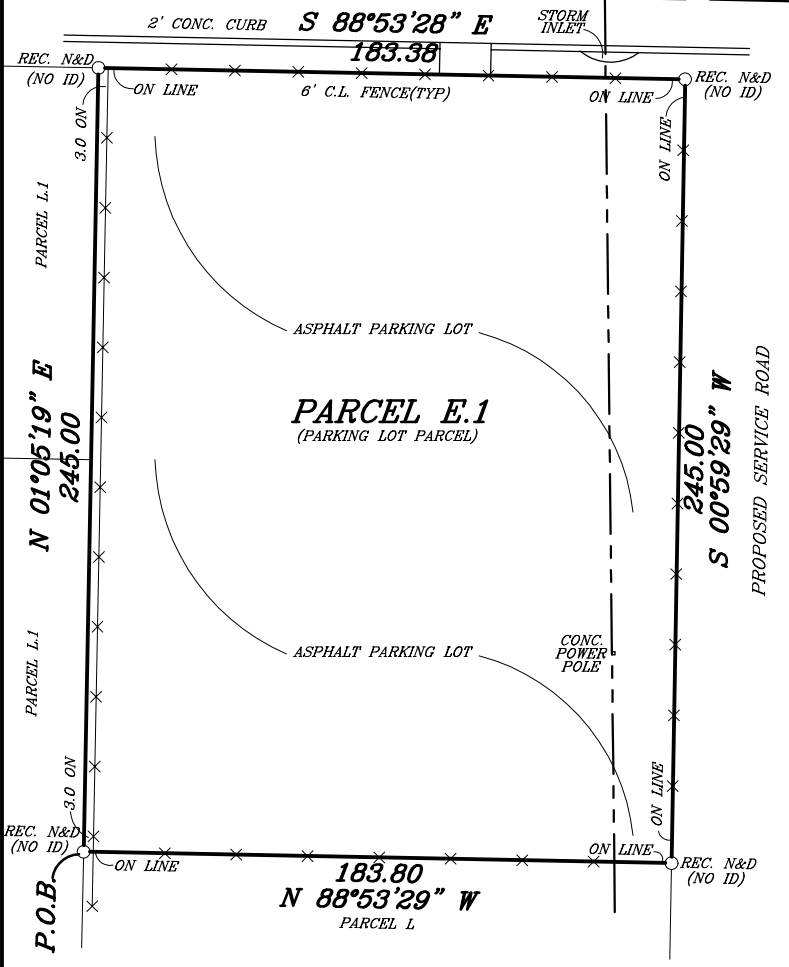 2' CONC. CURB
S 88°53'28" E
183.38
STORM
INLET
REC. N&D
(NO ID)
ON LINE
6' C.L. FENCE(TYP)
ON LINE
REC. N&D
(NO ID)
3.0 ON
ON LINE
PARCEL L.1
ASPHALT PARKING LOT
PARCEL E.1
(PARKING LOT PARCEL)
N 01°05'19" E
245.00
245.00
S 00°59'29" W
PROPOSED SERVICE ROAD
PARCEL L.1
ASPHALT PARKING LOT
CONC.
POWER
POLE
3.0 ON
ON LINE
REC. N&D
(NO ID)
ON LINE
ON LINE
REC. N&D
(NO ID)
P.O.B.
183.80
N 88°53'29" W
PARCEL L